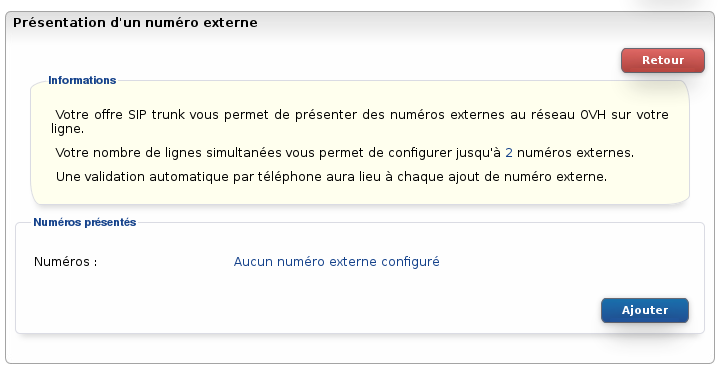 Présentation d'un numéro externe
Retour
Informations
Votre offre SIP trunk vous permet de présenter des numéros externes au réseau OVH sur votre
ligne.
Votre nombre de lignes simultanées vous permet de configurer jusqu'à 2 numéros externes.
Une validation automatique par téléphone aura lieu à chaque ajout de numéro externe.
Numéros présentés
Numéros : Aucun numéro externe configuré
Ajouter